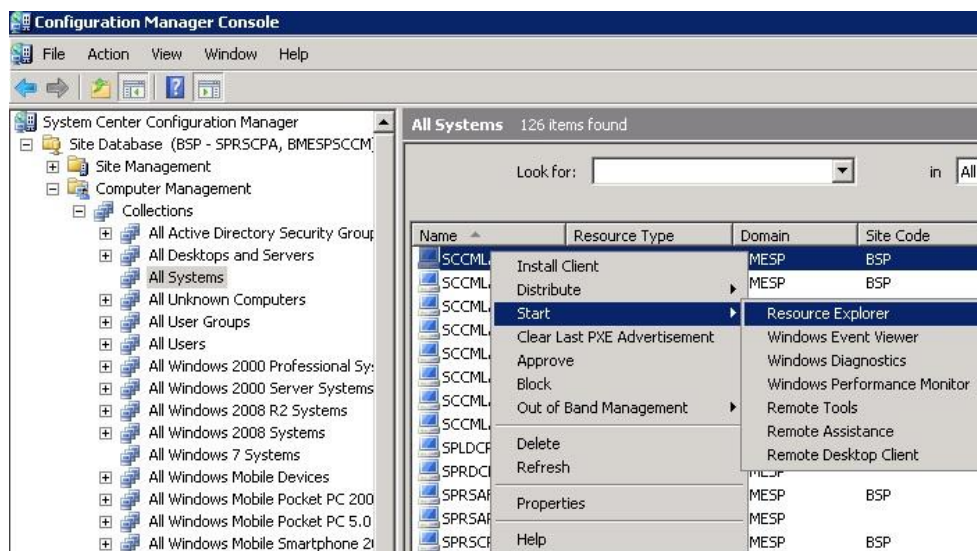 Configuration Manager Console
File Action View Window Help
System Center Configuration Manager
Site Database (BSP - SPRSCPA, BMESPSCCM
Site Management
Computer Management
Collections
All Active Directory Security Group
All Desktops and Servers
All Systems
All Unknown Computers
All User Groups
All Users
All Windows 2000 Professional Sy
All Windows 2000 Server Systems
All Windows 2008 R2 Systems
All Windows 2008 Systems
All Windows 7 Systems
All Windows Mobile Devices
All Windows Mobile Pocket PC 200
All Windows Mobile Pocket PC 5.0
All Windows Mobile Smartphone 2
All Systems 126 items found
Look for: in All
Name Resource Type Domain Site Code
SCCML MESP BSP
SCCML MESP BSP
SCCML
SCCML
SCCML
SCCML
SCCML
SCCML
SPLDCP
SPRDC MESP
SPRSA MESP BSP
SPRSA MESP
SPRSC MESP BSP
Install Client
Distribute
Start
Clear Last PXE Advertisement
Approve
Block
Out of Band Management
Delete
Refresh
Properties
Help
Resource Explorer
Windows Event Viewer
Windows Diagnostics
Windows Performance Monitor
Remote Tools
Remote Assistance
Remote Desktop Client